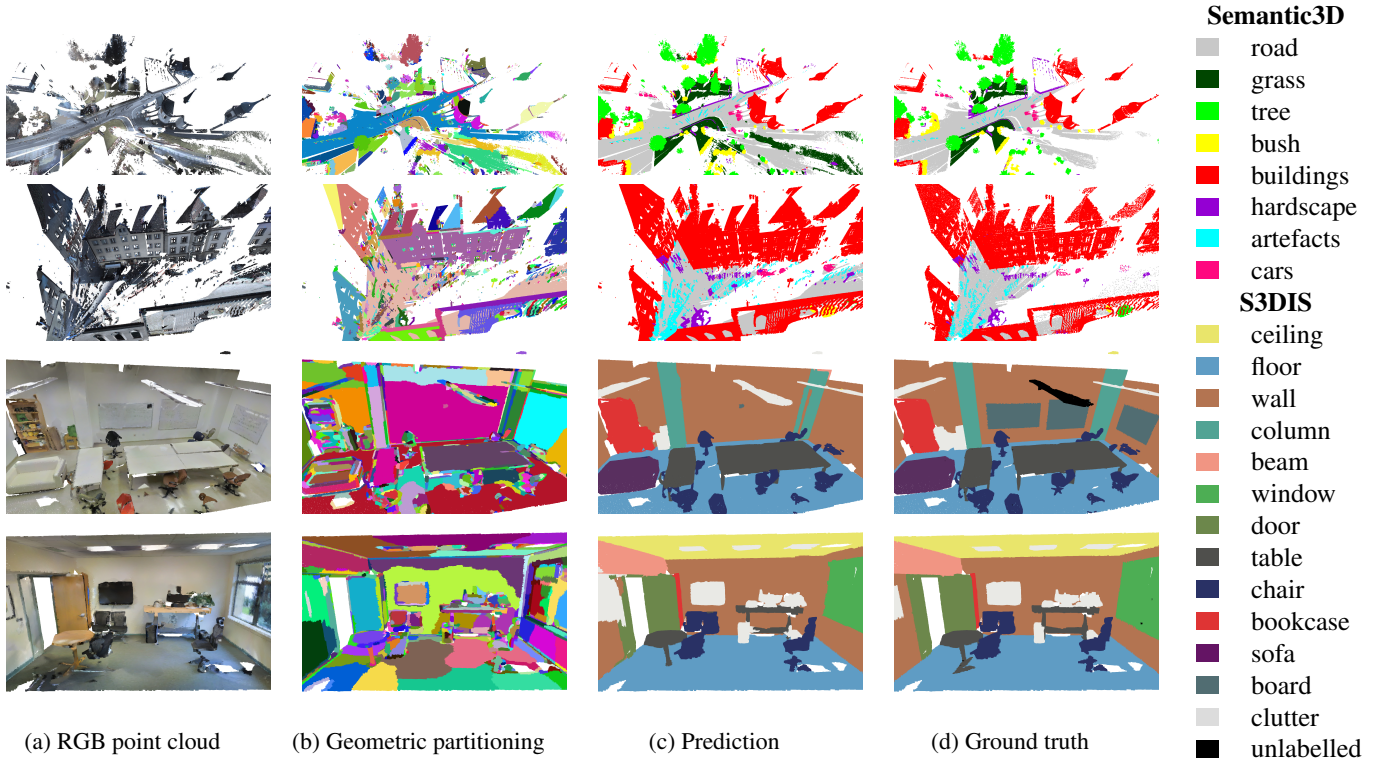 Semantic3D
road
grass
tree
bush
buildings
hardscape
artefacts
cars
S3DIS
ceiling
floor
wall
column
beam
window
door
table
chair
bookcase
sofa
board
clutter
unlabelled
(a) RGB point cloud
(b) Geometric partitioning
(c) Prediction
(d) Ground truth